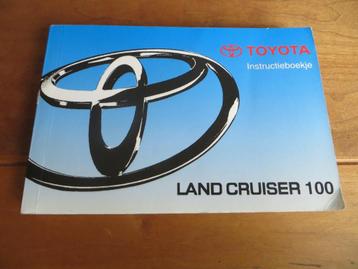 TOYOTA
Instructieboekje
LAND CRUISER 100